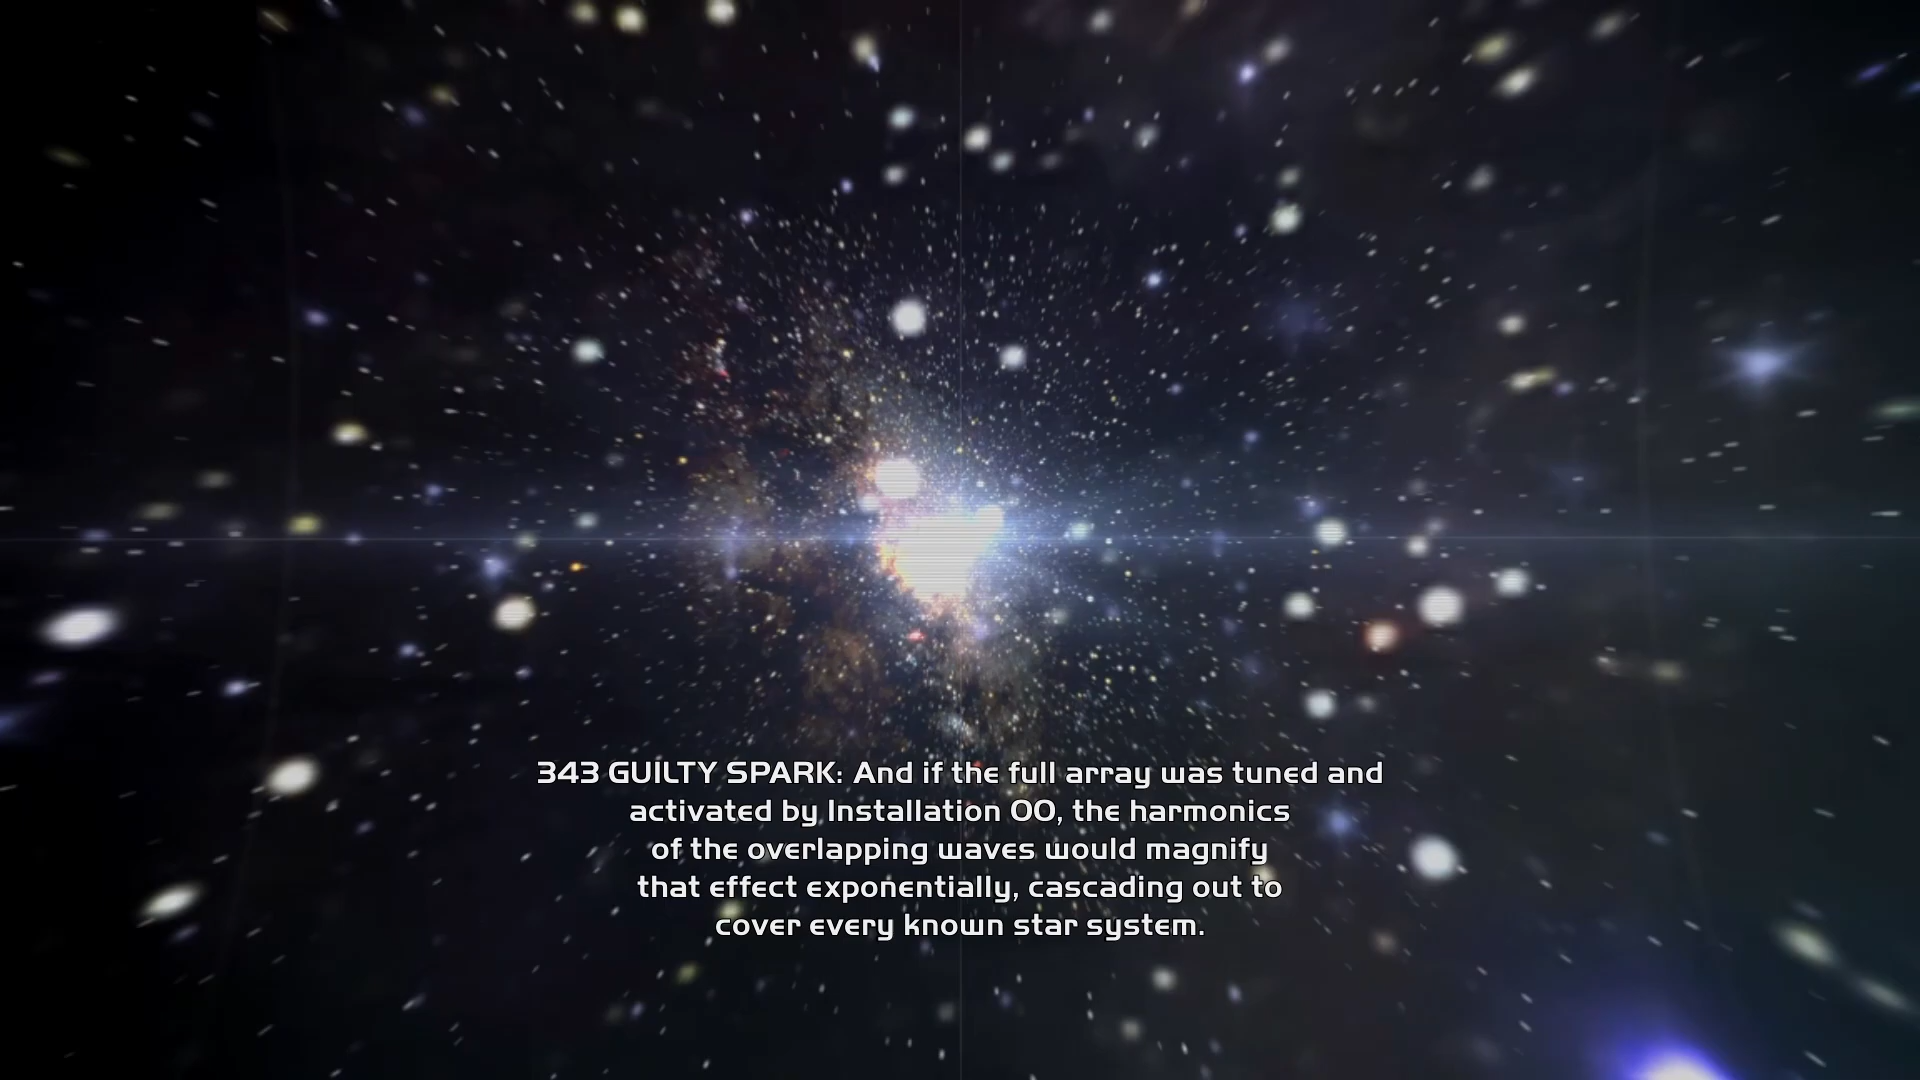 343 GUILTY SPARK: And if the full array was tuned and
activated by Installation 00, the harmonics
of the overlapping waves would magnify
that effect exponentially, cascading out to
cover every known star system.